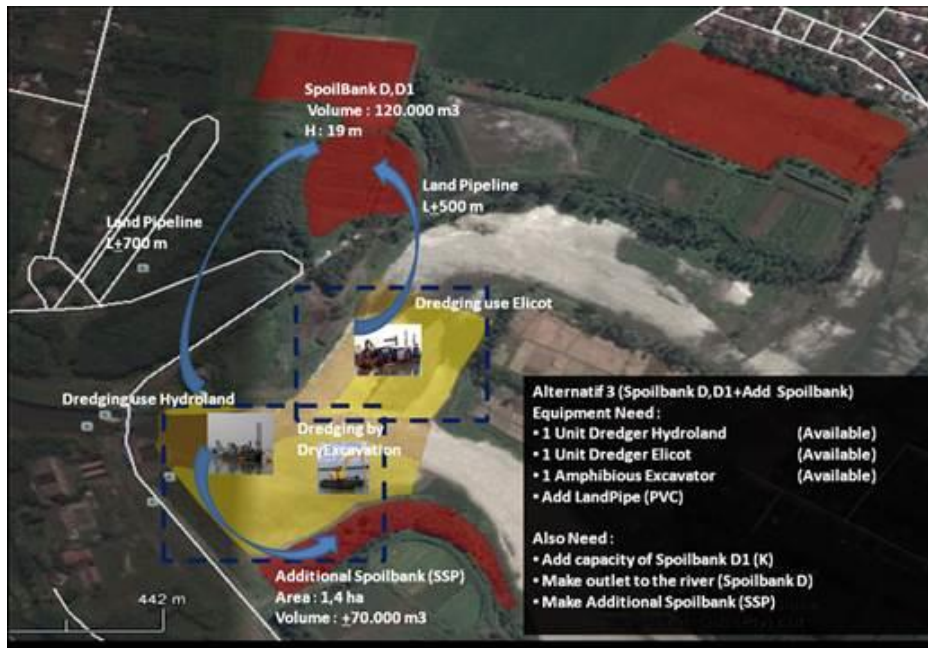 SpoilBank D,D1
Volume : 120.000 m3
H : 19 m
Land Pipeline
L±500 m
Land Pipeline
L±700 m
Dredging use Elicot
Dredging use Hydroland
Dredging by
DryExcavation
Alternatif 3 (Spoilbank D,D1+Add Spoilbank)
Equipment Need :
• 1 Unit Dredger Hydroland (Available)
• 1 Unit Dredger Elicot (Available)
• 1 Amphibious Excavator (Available)
• Add LandPipe (PVC)
Also Need :
• Add capacity of Spoilbank D1 (K)
• Make outlet to the river (Spoilbank D)
• Make Additional Spoilbank (SSP)
Additional Spoilbank (SSP)
Area : 1,4 ha
Volume : ±70.000 m3
442 m